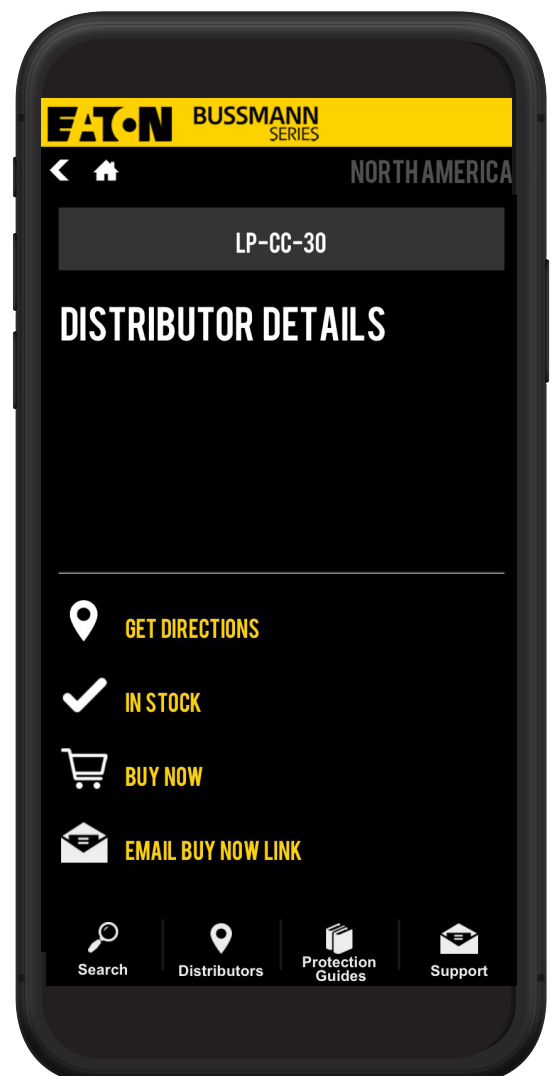 EATON BUSSMANN
SERIES
NORTH AMERICA
LP-CC-30
DISTRIBUTOR DETAILS
GET DIRECTIONS
IN STOCK
BUY NOW
EMAIL BUY NOW LINK
Search
Distributors
Protection
Guides
Support